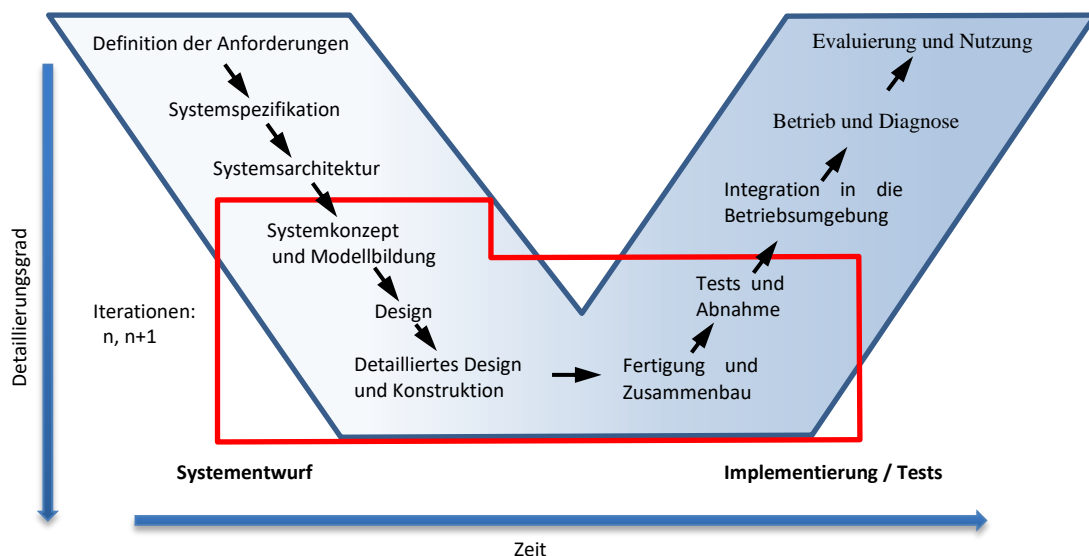 Definition der Anforderungen
Systemspezifikation
Systemsarchitektur
Systemkonzept
und Modellbildung
Design
Detailliertes Design
und Konstruktion
Fertigung und
Zusammenbau
Tests und
Abnahme
Integration in die
Betriebsumgebung
Betrieb und Diagnose
Evaluierung und Nutzung
Iterationen:
n, n+1
Detaillierungsgrad
Systementwurf
Implementierung / Tests
Zeit